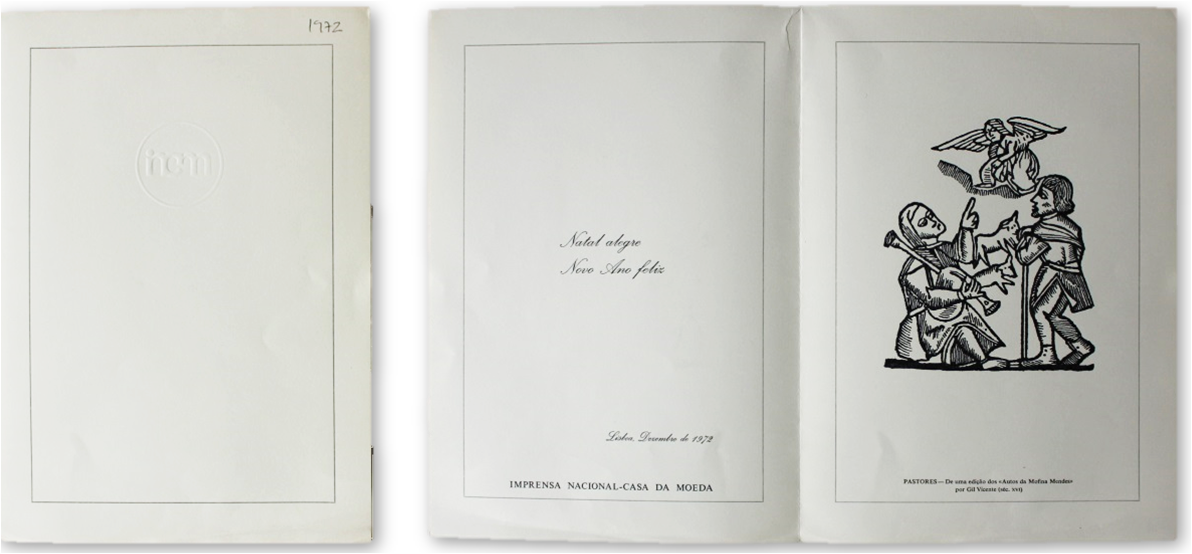 1972
incm
Natal alegre
Novo Ano feliz
Lisboa, Dezembro de 1972
IMPRENSA NACIONAL-CASA DA MOEDA
PASTORES — De uma edição dos «Autos da Mofina Mendes»
por Gil Vicente (séc. XVI)